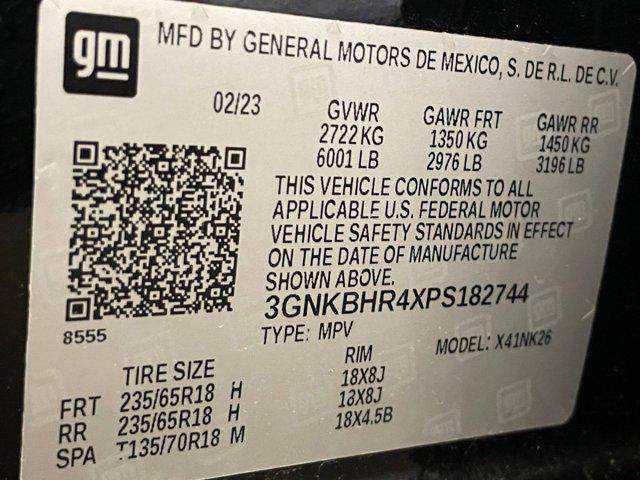 gm
MFD BY GENERAL MOTORS DE MEXICO, S. DE R.L. DE C.V.
02/23 GVWR GAWR FRT GAWR RR
2722 KG 1350 KG 1450 KG
6001 LB 2976 LB 3196 LB
THIS VEHICLE CONFORMS TO ALL
APPLICABLE U.S. FEDERAL MOTOR
VEHICLE SAFETY STANDARDS IN EFFECT
ON THE DATE OF MANUFACTURE
SHOWN ABOVE.
3GNKBHR4XPS182744
8555 TYPE: MPV MODEL: X41NK26
TIRE SIZE RIM
FRT 235/65R18 H 18X8J
RR 235/65R18 H 18X8J
SPA T135/70R18 M 18X4.5B